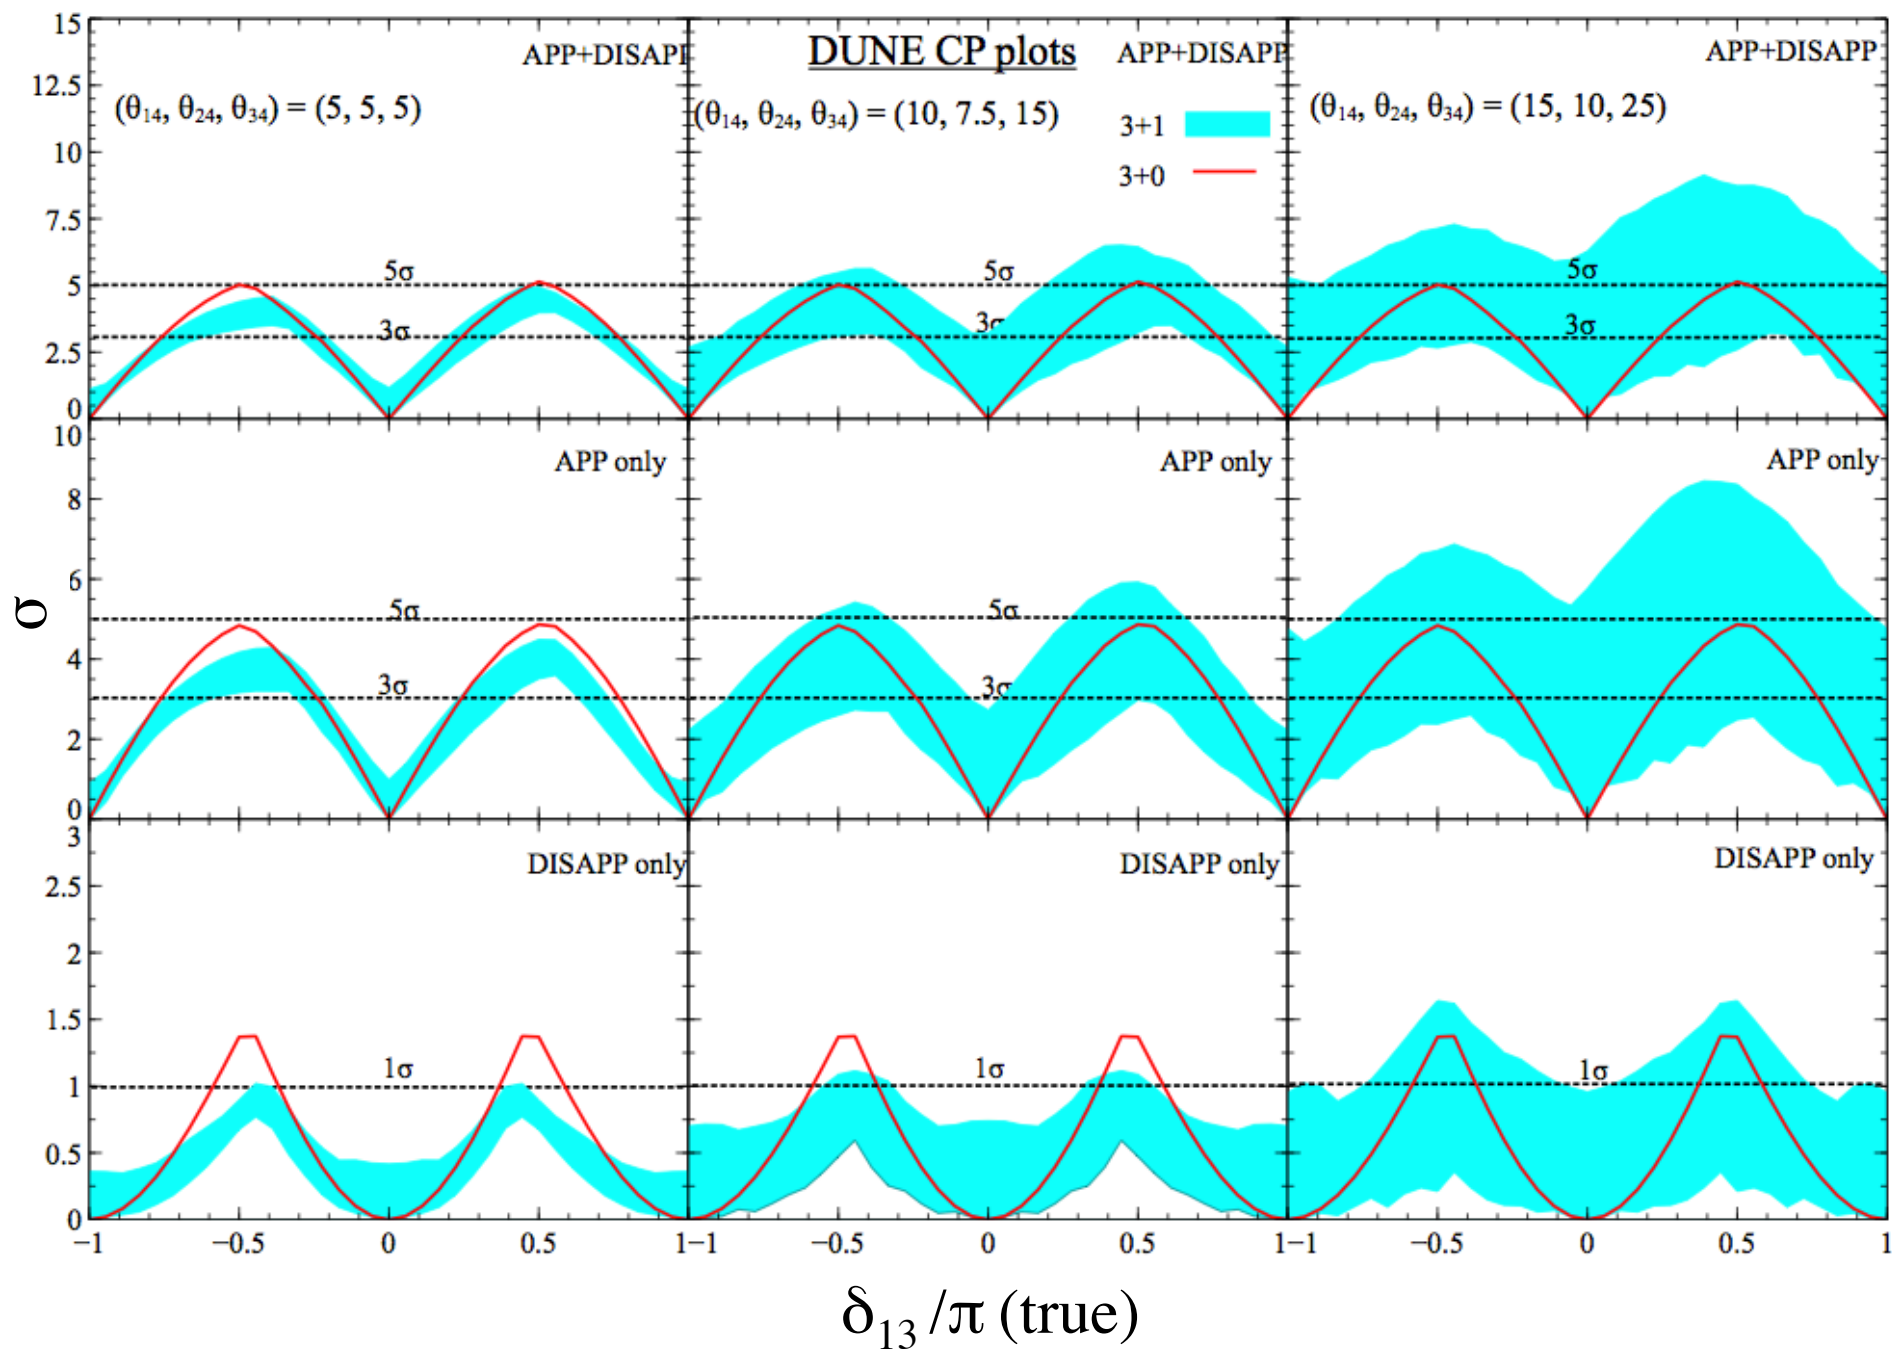 DUNE CP plots
APP+DISAPP
APP+DISAPP
APP+DISAPP
(θ14, θ24, θ34) = (5, 5, 5)
(θ14, θ24, θ34) = (10, 7.5, 15)
(θ14, θ24, θ34) = (15, 10, 25)
3+1
3+0
15
12.5
10
7.5
5
2.5
0
5σ
3σ
5σ
3σ
5σ
3σ
APP only
APP only
APP only
10
8
6
4
2
0
5σ
3σ
5σ
3σ
DISAPP only
DISAPP only
DISAPP only
3
2.5
2
1.5
1
0.5
0
1σ
1σ
1σ
−1 −0.5 0 0.5 1
−1 −0.5 0 0.5 1
−1 −0.5 0 0.5 1
σ
δ13/π (true)